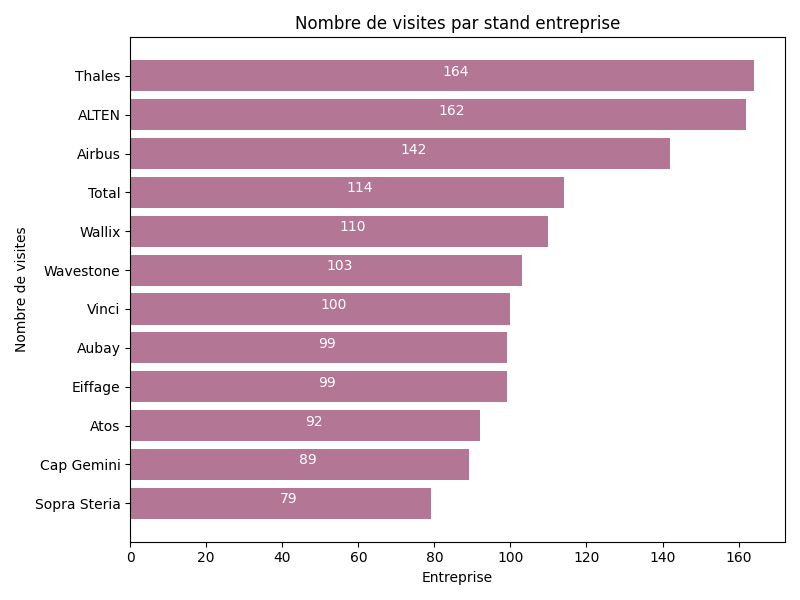 Nombre de visites par stand entreprise
Nombre de visites
Thales 164
ALTEN 162
Airbus 142
Total 114
Wallix 110
Wavestone 103
Vinci 100
Aubay 99
Eiffage 99
Atos 92
Cap Gemini 89
Sopra Steria 79
0 20 40 60 80 100 120 140 160
Entreprise